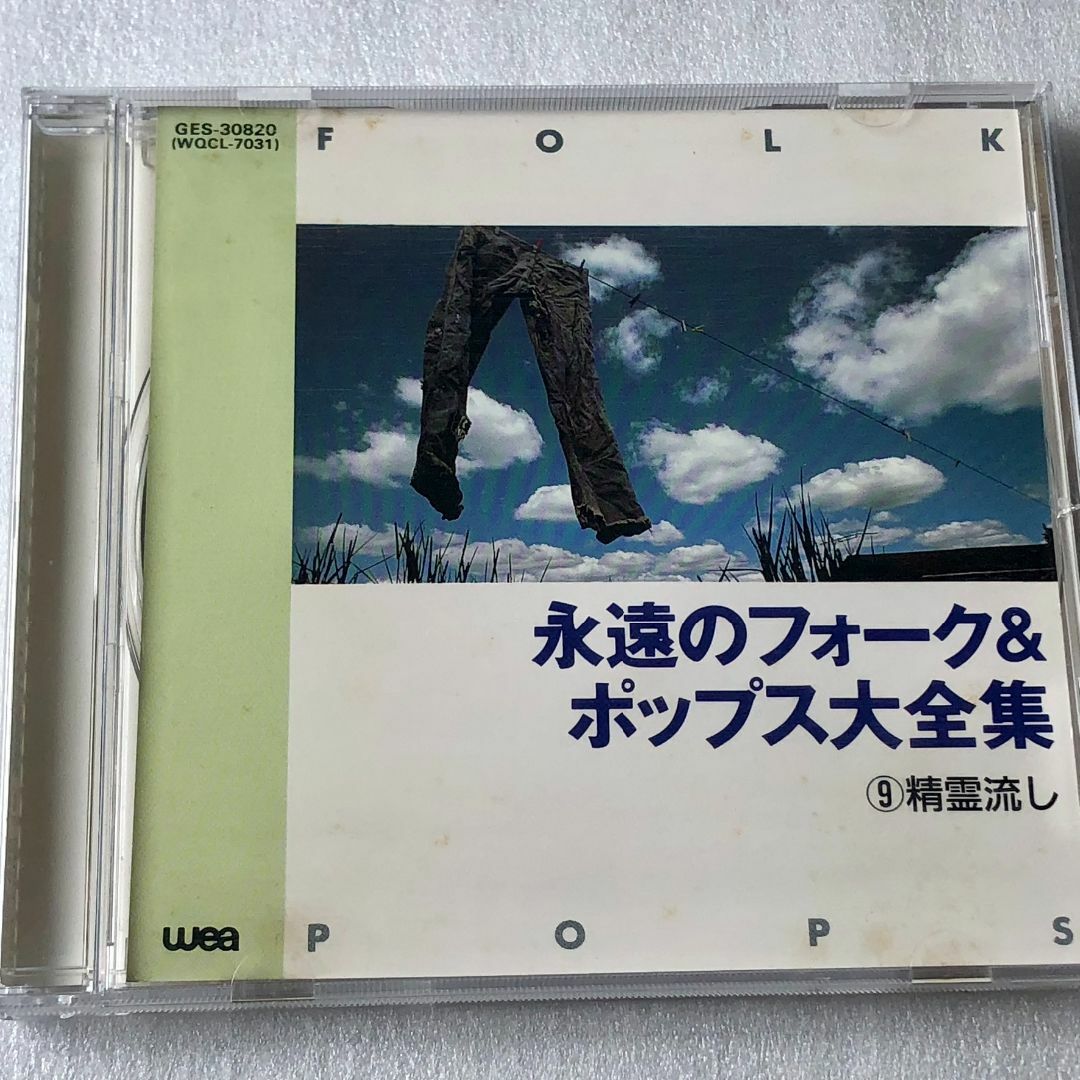 GES-30820
(WQCL-7031)
F O L K
永遠のフォーク&
ポップス大全集
⑨精霊流し
wea
P O P S